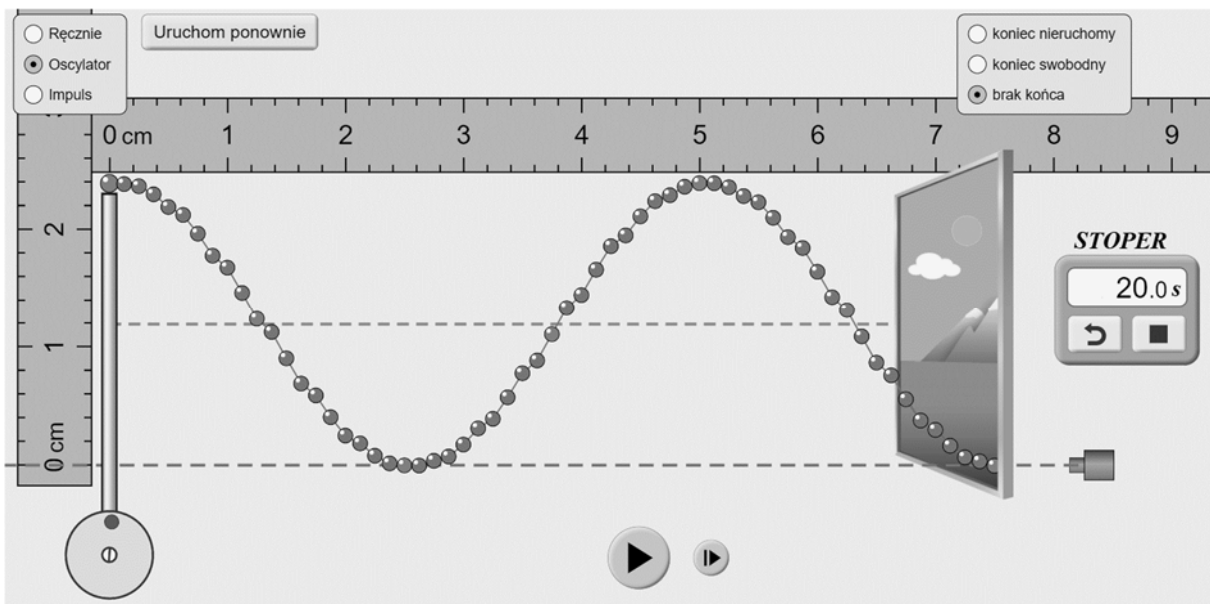 Ręcznie
Oscylator
Impuls
Uruchom ponownie
koniec nieruchomy
koniec swobodny
brak końca
0 cm 1 2 3 4 5 6 7 8 9
2
1
0 cm
STOPER
20.0 s